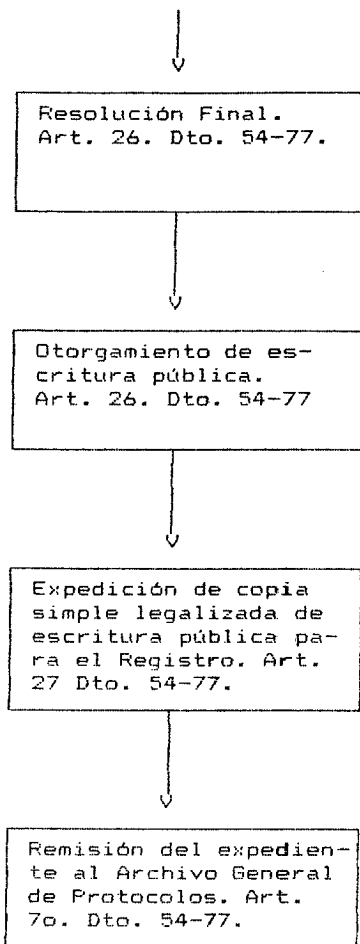 Resolución Final.
Art. 26. Dto. 54-77.
Otorgamiento de es-
critura pública.
Art. 26. Dto. 54-77
Expedición de copia
simple legalizada de
escritura pública pa-
ra el Registro. Art.
27 Dto. 54-77.
Remisión del expedien-
te al Archivo General
de Protocolos. Art.
7o. Dto. 54-77.